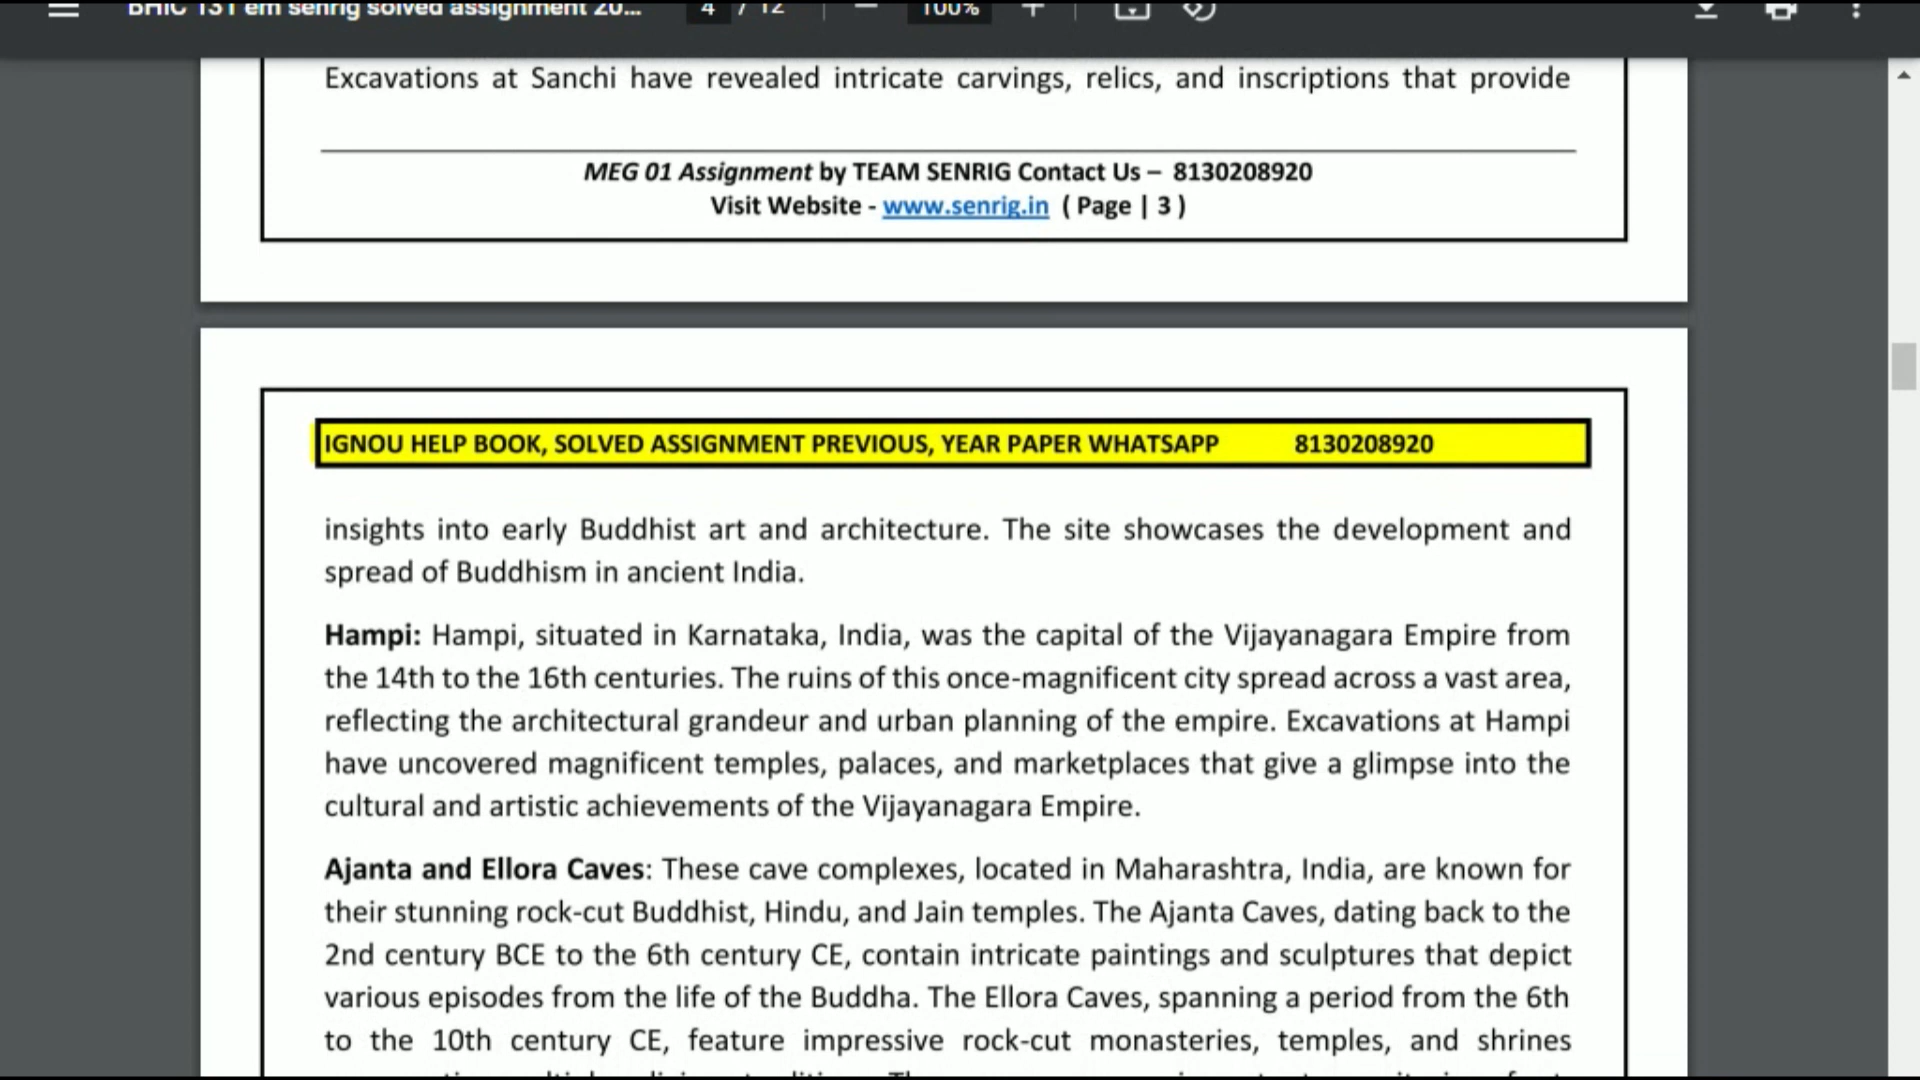 BHIC 131 em senrig solved assignment 20... 4 / 12 100%
Excavations at Sanchi have revealed intricate carvings, relics, and inscriptions that provide
MEG 01 Assignment by TEAM SENRIG Contact Us – 8130208920
Visit Website - www.senrig.in ( Page | 3 )
IGNOU HELP BOOK, SOLVED ASSIGNMENT PREVIOUS, YEAR PAPER WHATSAPP 8130208920
insights into early Buddhist art and architecture. The site showcases the development and
spread of Buddhism in ancient India.
Hampi: Hampi, situated in Karnataka, India, was the capital of the Vijayanagara Empire from
the 14th to the 16th centuries. The ruins of this once-magnificent city spread across a vast area,
reflecting the architectural grandeur and urban planning of the empire. Excavations at Hampi
have uncovered magnificent temples, palaces, and marketplaces that give a glimpse into the
cultural and artistic achievements of the Vijayanagara Empire.
Ajanta and Ellora Caves: These cave complexes, located in Maharashtra, India, are known for
their stunning rock-cut Buddhist, Hindu, and Jain temples. The Ajanta Caves, dating back to the
2nd century BCE to the 6th century CE, contain intricate paintings and sculptures that depict
various episodes from the life of the Buddha. The Ellora Caves, spanning a period from the 6th
to the 10th century CE, feature impressive rock-cut monasteries, temples, and shrines